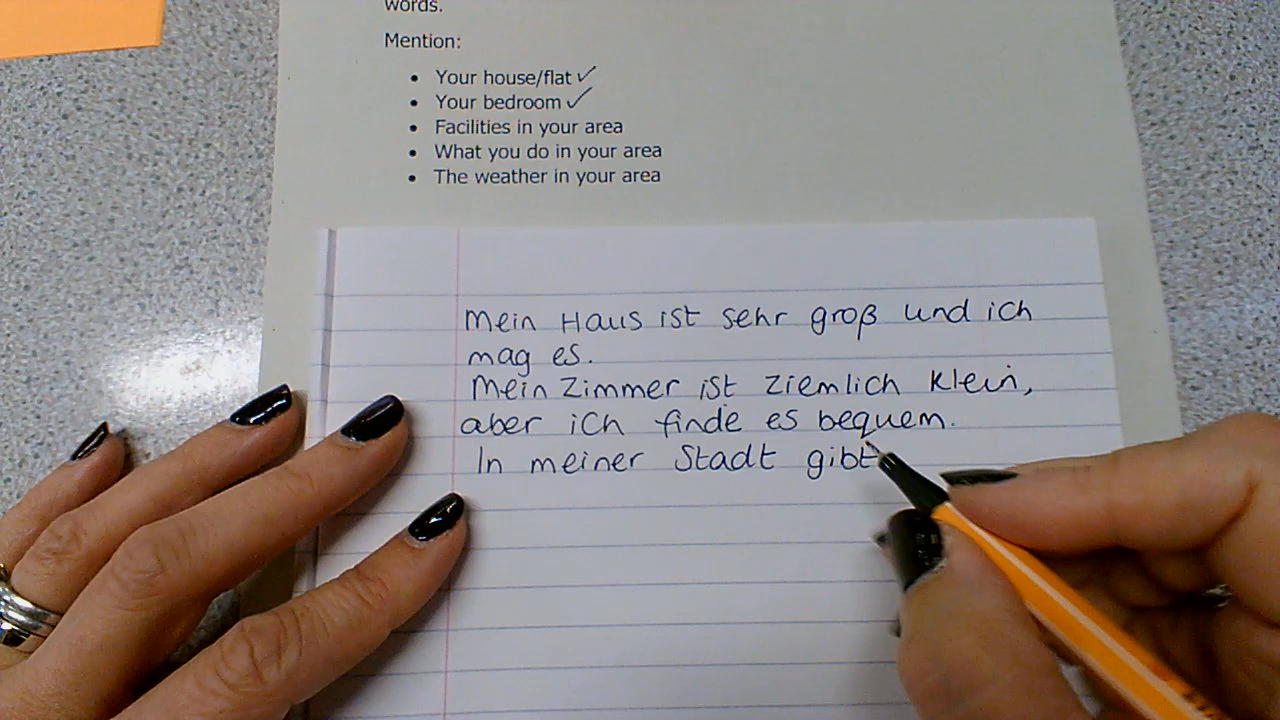 words.
Mention:
• Your house/flat ✓
• Your bedroom ✓
• Facilities in your area
• What you do in your area
• The weather in your area
Mein Haus ist sehr groß und ich
mag es.
Mein Zimmer ist ziemlich klein,
aber ich finde es bequem.
In meiner Stadt gibt